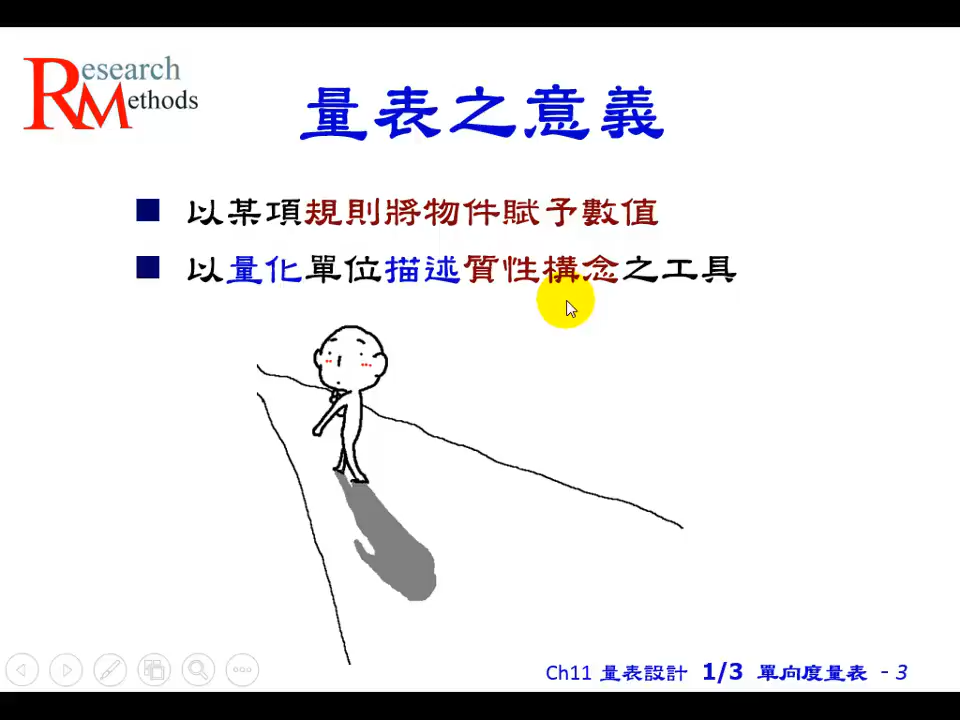 Research
Methods
量表之意義
以某項規則將物件賦予數值
以量化單位描述質性構念之工具
Ch11 量表設計 1/3 單向度量表 - 3